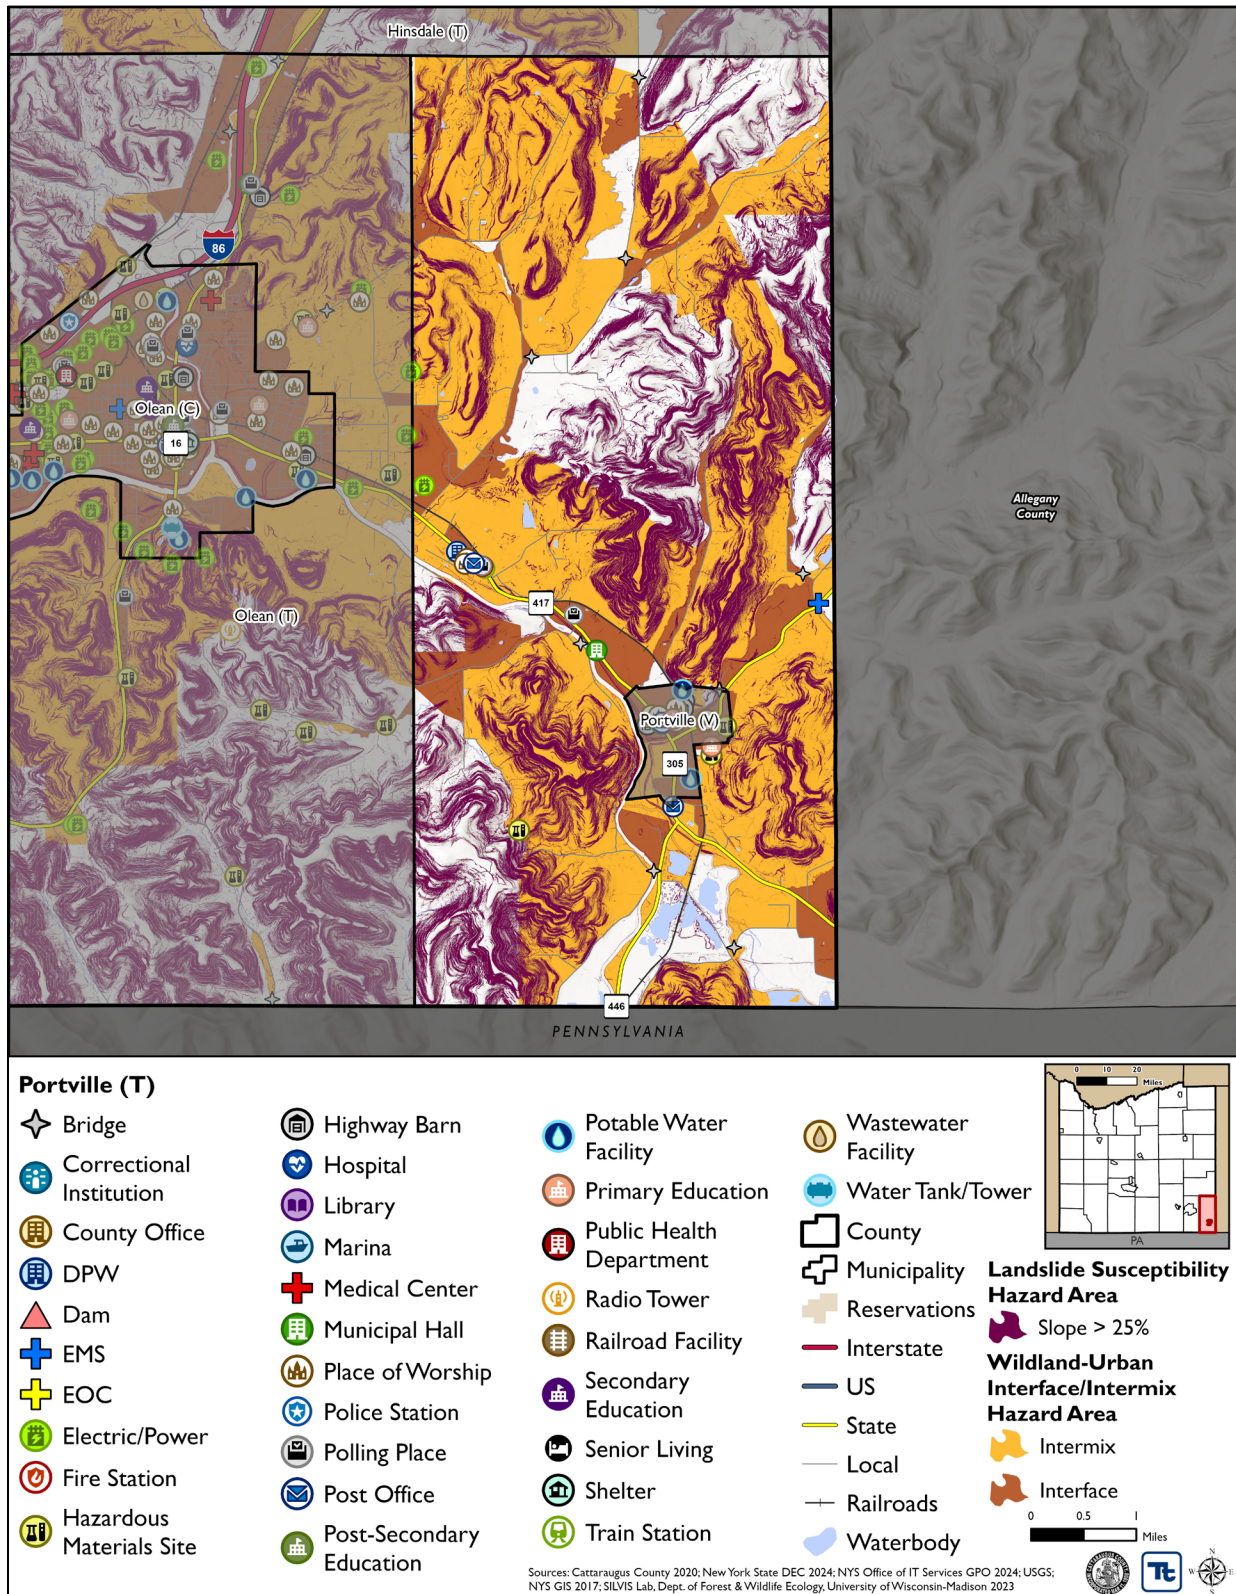 Hinsdale (T)
86
Olean (C)
16
Allegany
County
417
Olean (T)
Portville (V)
305
446
PENNSYLVANIA
Portville (T)
Bridge
Correctional
Institution
County Office
DPW
Dam
EMS
EOC
Electric/Power
Fire Station
Hazardous
Materials Site
Highway Barn
Hospital
Library
Marina
Medical Center
Municipal Hall
Place of Worship
Police Station
Polling Place
Post Office
Post-Secondary
Education
Potable Water
Facility
Primary Education
Public Health
Department
Radio Tower
Railroad Facility
Secondary
Education
Senior Living
Shelter
Train Station
Wastewater
Facility
Water Tank/Tower
County
Municipality
Reservations
Interstate
US
State
Local
Railroads
Waterbody
0 10 20
Miles
PA
Landslide Susceptibility
Hazard Area
Slope > 25%
Wildland-Urban
Interface/Intermix
Hazard Area
Intermix
Interface
0 0.5 1
Miles
Sources: Cattaraugus County 2020; New York State DEC 2024; NYS Office of IT Services GPO 2024; USGS;
NYS GIS 2017; SILVIS Lab, Dept. of Forest & Wildlife Ecology, University of Wisconsin-Madison 2023
Tt
N
W E
S